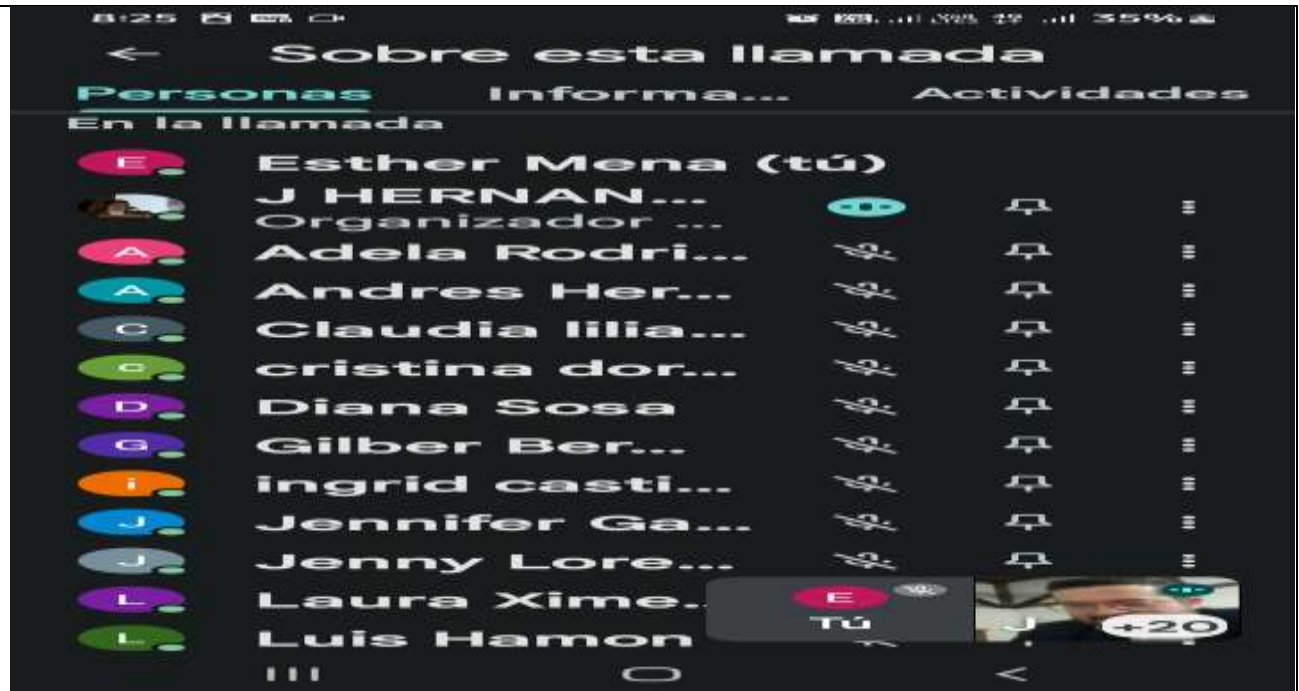 8:25 35%
Sobre esta llamada
Personas Informa... Actividades
En la llamada
E Esther Mena (tú)
J HERNAN...
Organizador ...
A Adela Rodri...
A Andres Her...
C Claudia lilia...
c cristina dor...
D Diana Sosa
G Gilber Ber...
i ingrid casti...
J Jennifer Ga...
J Jenny Lore...
L Laura Xime..
E
L Luis Hamon
Tú J +20